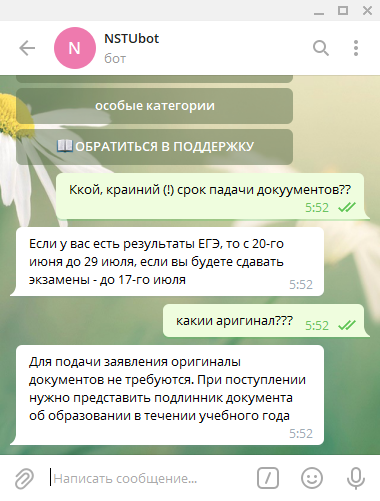 NSTUbot
бот
особые категории
📖ОБРАТИТЬСЯ В ПОДДЕРЖКУ
Ккой, краиний (!) срок падачи докуументов??
5:52
Если у вас есть результаты ЕГЭ, то с 20-го
июня до 29 июля, если вы будете сдавать
экзамены - до 17-го июля
5:52
какии аригинал???
5:52
Для подачи заявления оригиналы
документов не требуются. При поступлении
нужно представить подлинник документа
об образовании в течении учебного года
5:52
Написать сообщение...